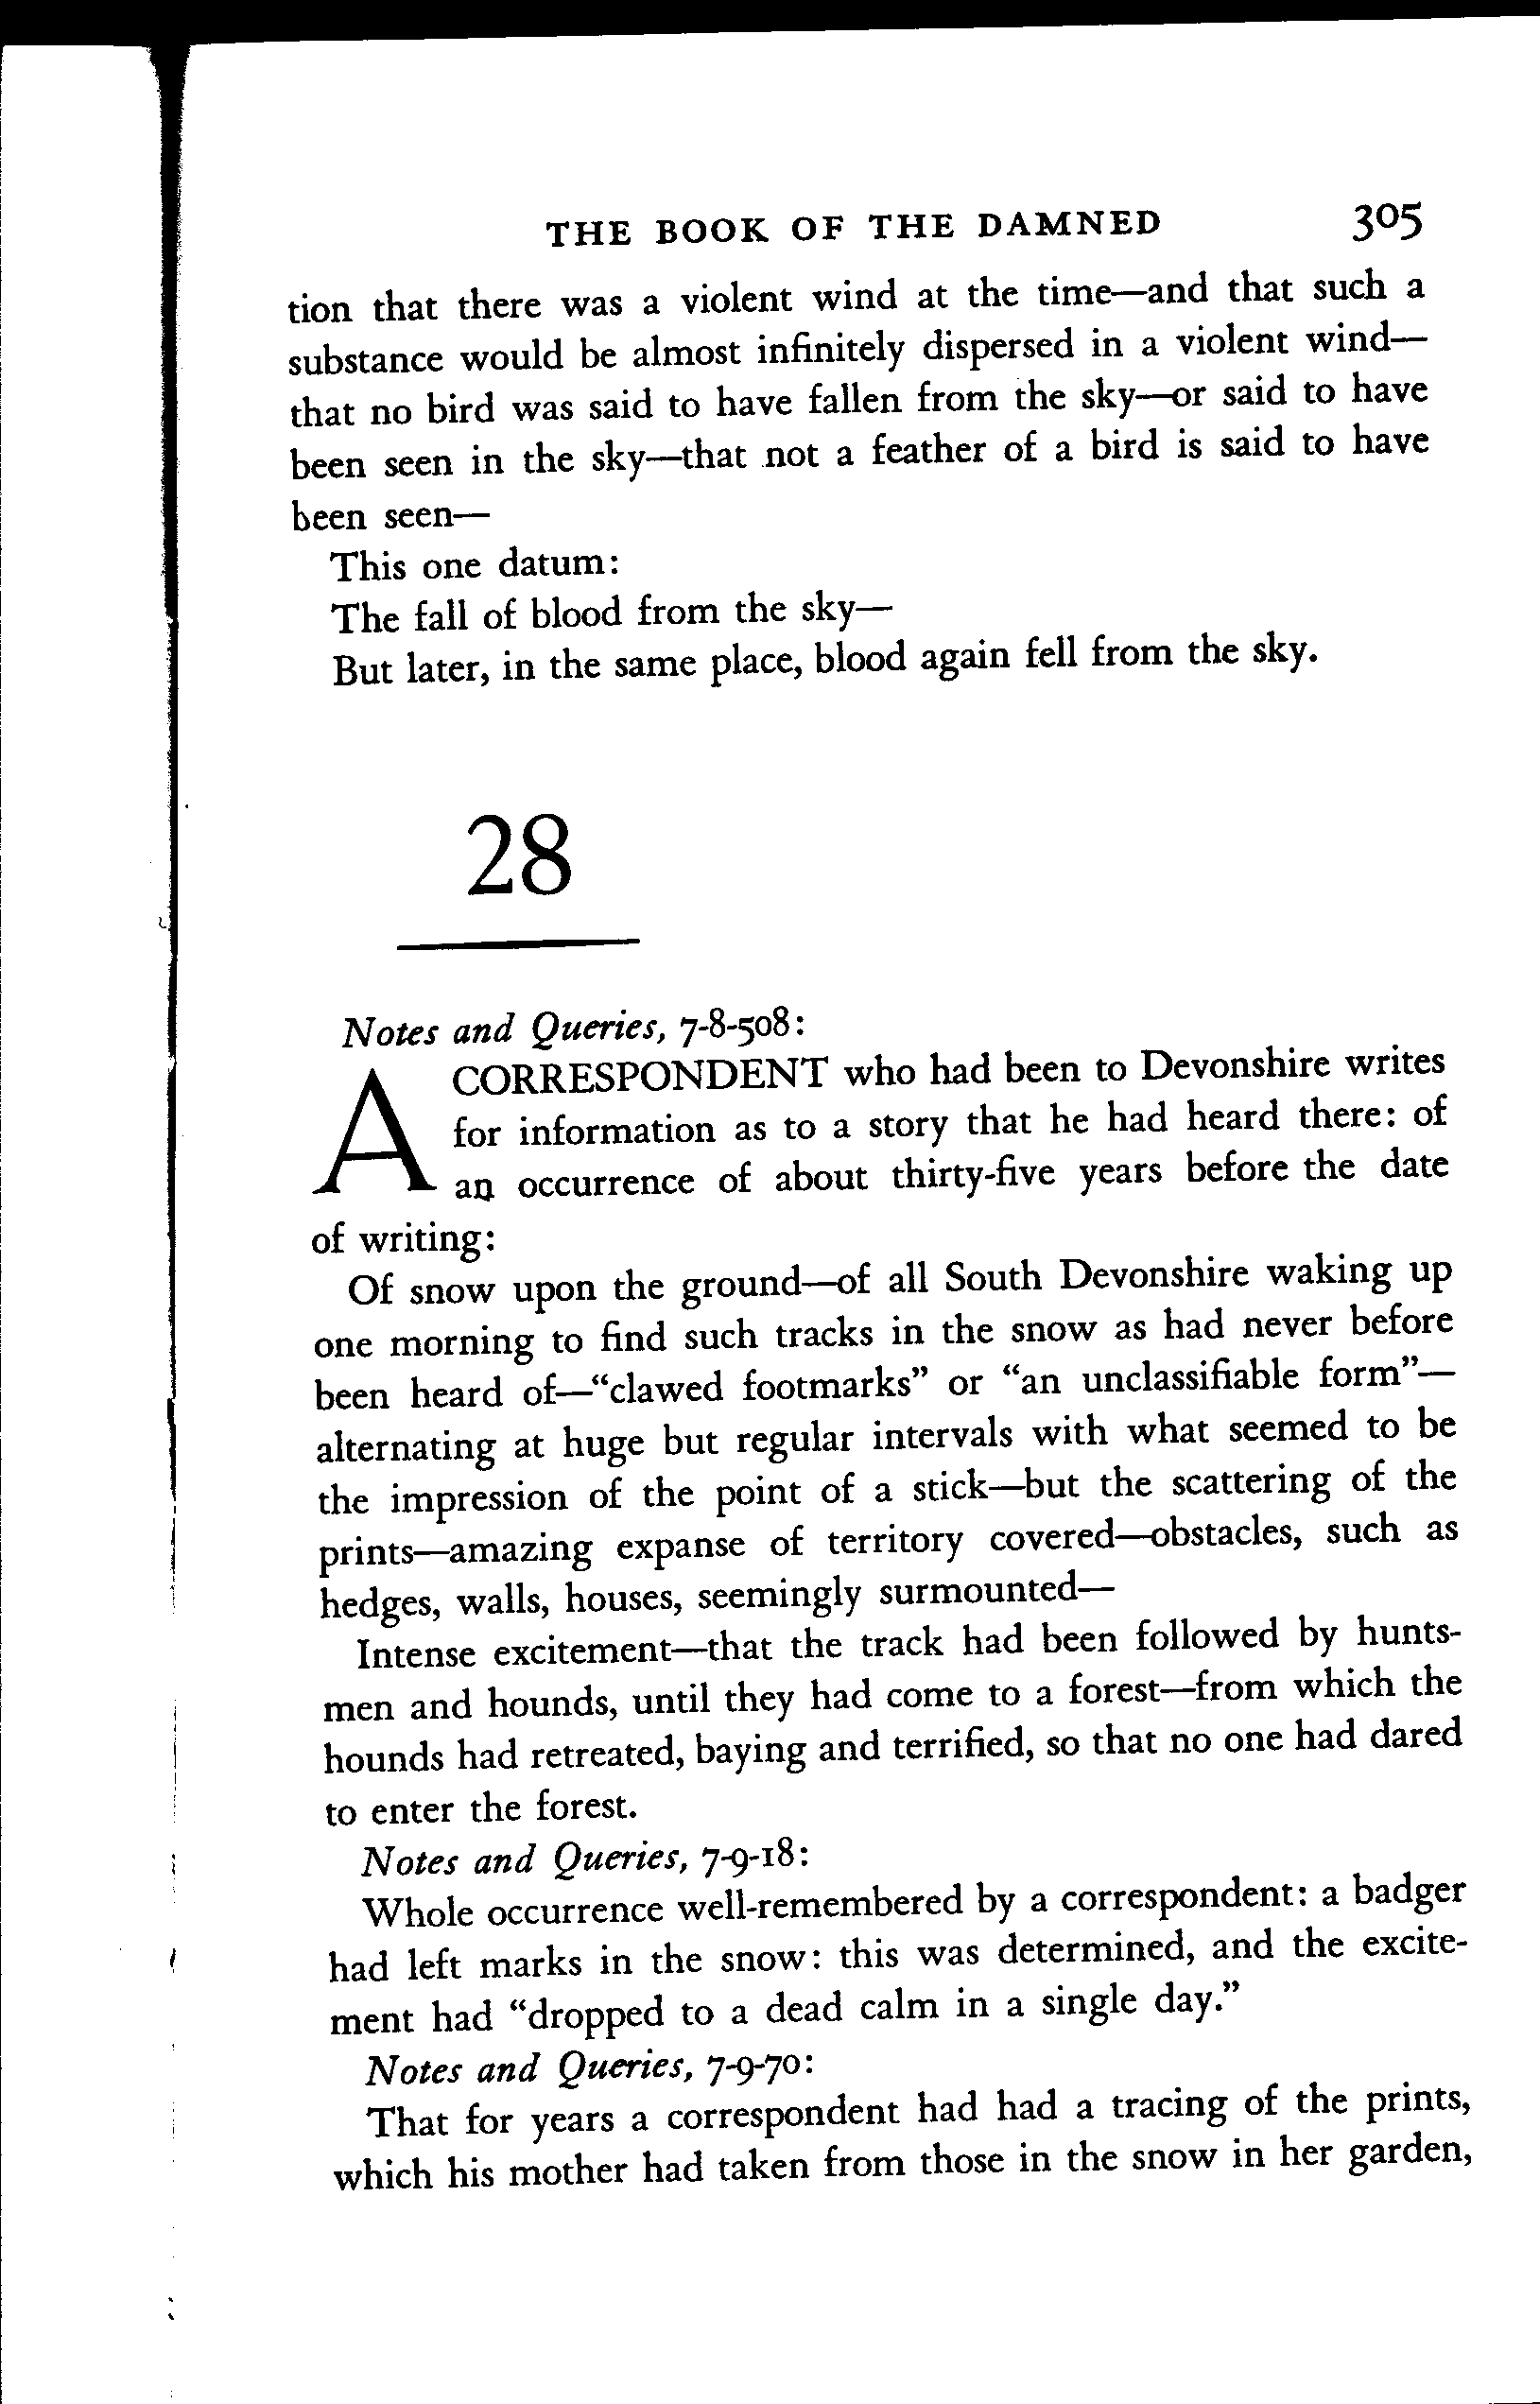 THE BOOK OF THE DAMNED 305
tion that there was a violent wind at the time—and that such a
substance would be almost infinitely dispersed in a violent wind—
that no bird was said to have fallen from the sky—or said to have
been seen in the sky—that not a feather of a bird is said to have
been seen—
This one datum:
The fall of blood from the sky—
But later, in the same place, blood again fell from the sky.
28
Notes and Queries, 7-8-508:
A CORRESPONDENT who had been to Devonshire writes
for information as to a story that he had heard there: of
an occurrence of about thirty-five years before the date
of writing:
Of snow upon the ground—of all South Devonshire waking up
one morning to find such tracks in the snow as had never before
been heard of—“clawed footmarks” or “an unclassifiable form”—
alternating at huge but regular intervals with what seemed to be
the impression of the point of a stick—but the scattering of the
prints—amazing expanse of territory covered—obstacles, such as
hedges, walls, houses, seemingly surmounted—
Intense excitement—that the track had been followed by hunts-
men and hounds, until they had come to a forest—from which the
hounds had retreated, baying and terrified, so that no one had dared
to enter the forest.
Notes and Queries, 7-9-18:
Whole occurrence well-remembered by a correspondent: a badger
had left marks in the snow: this was determined, and the excite-
ment had “dropped to a dead calm in a single day.”
Notes and Queries, 7-9-70:
That for years a correspondent had had a tracing of the prints,
which his mother had taken from those in the snow in her garden,